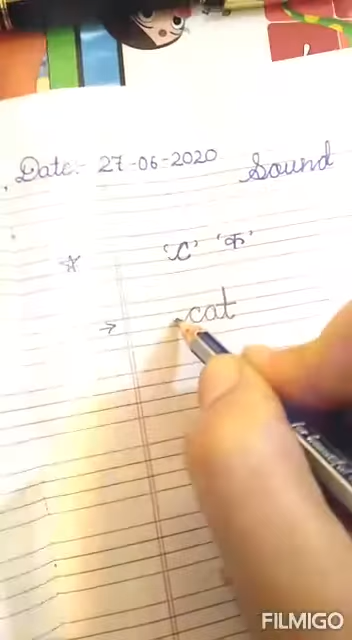 Date:- 27-06-2020 Sound
☆ 'C' 'क'
→ cat
FILMIGO